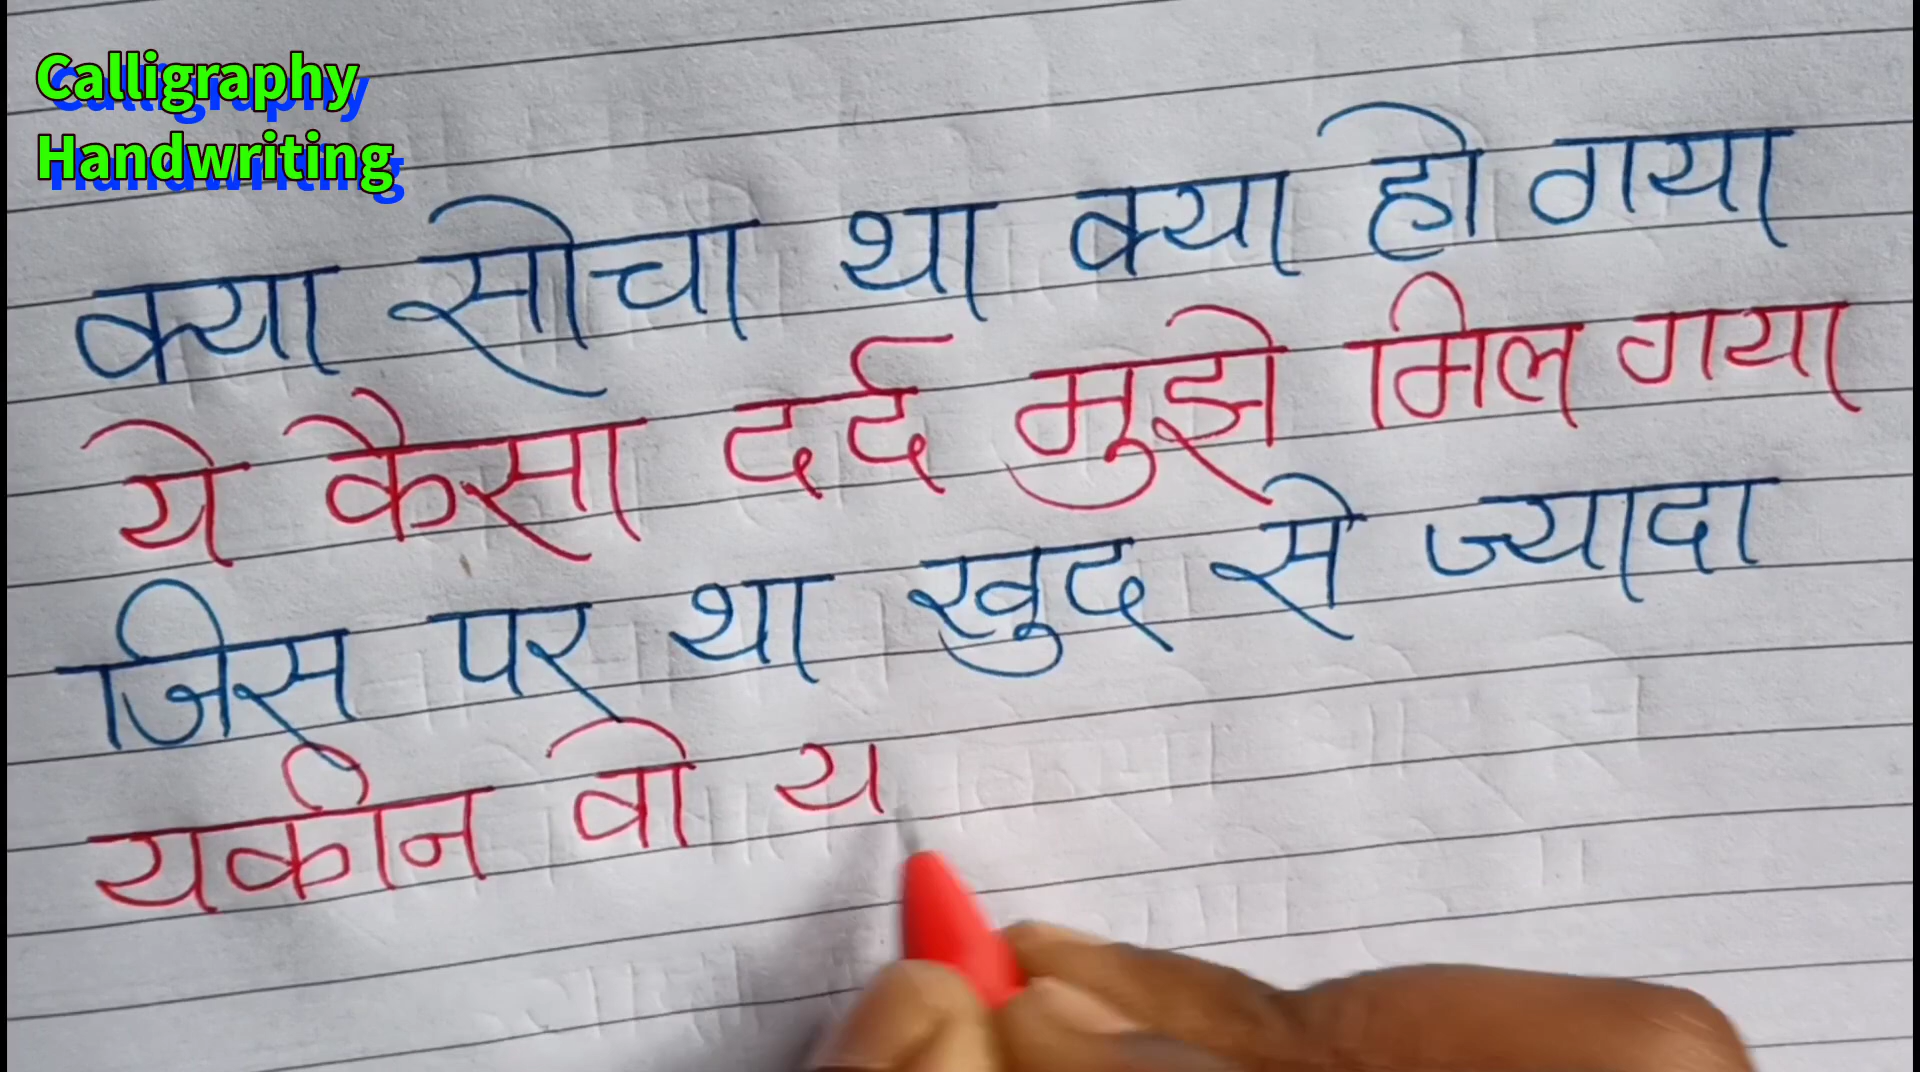 Calligraphy
Handwriting
क्या सोचा था क्या हो गया
ये कैसा दर्द मुझे मिल गया
जिस पर था खुद से ज्यादा
यकीन वो य